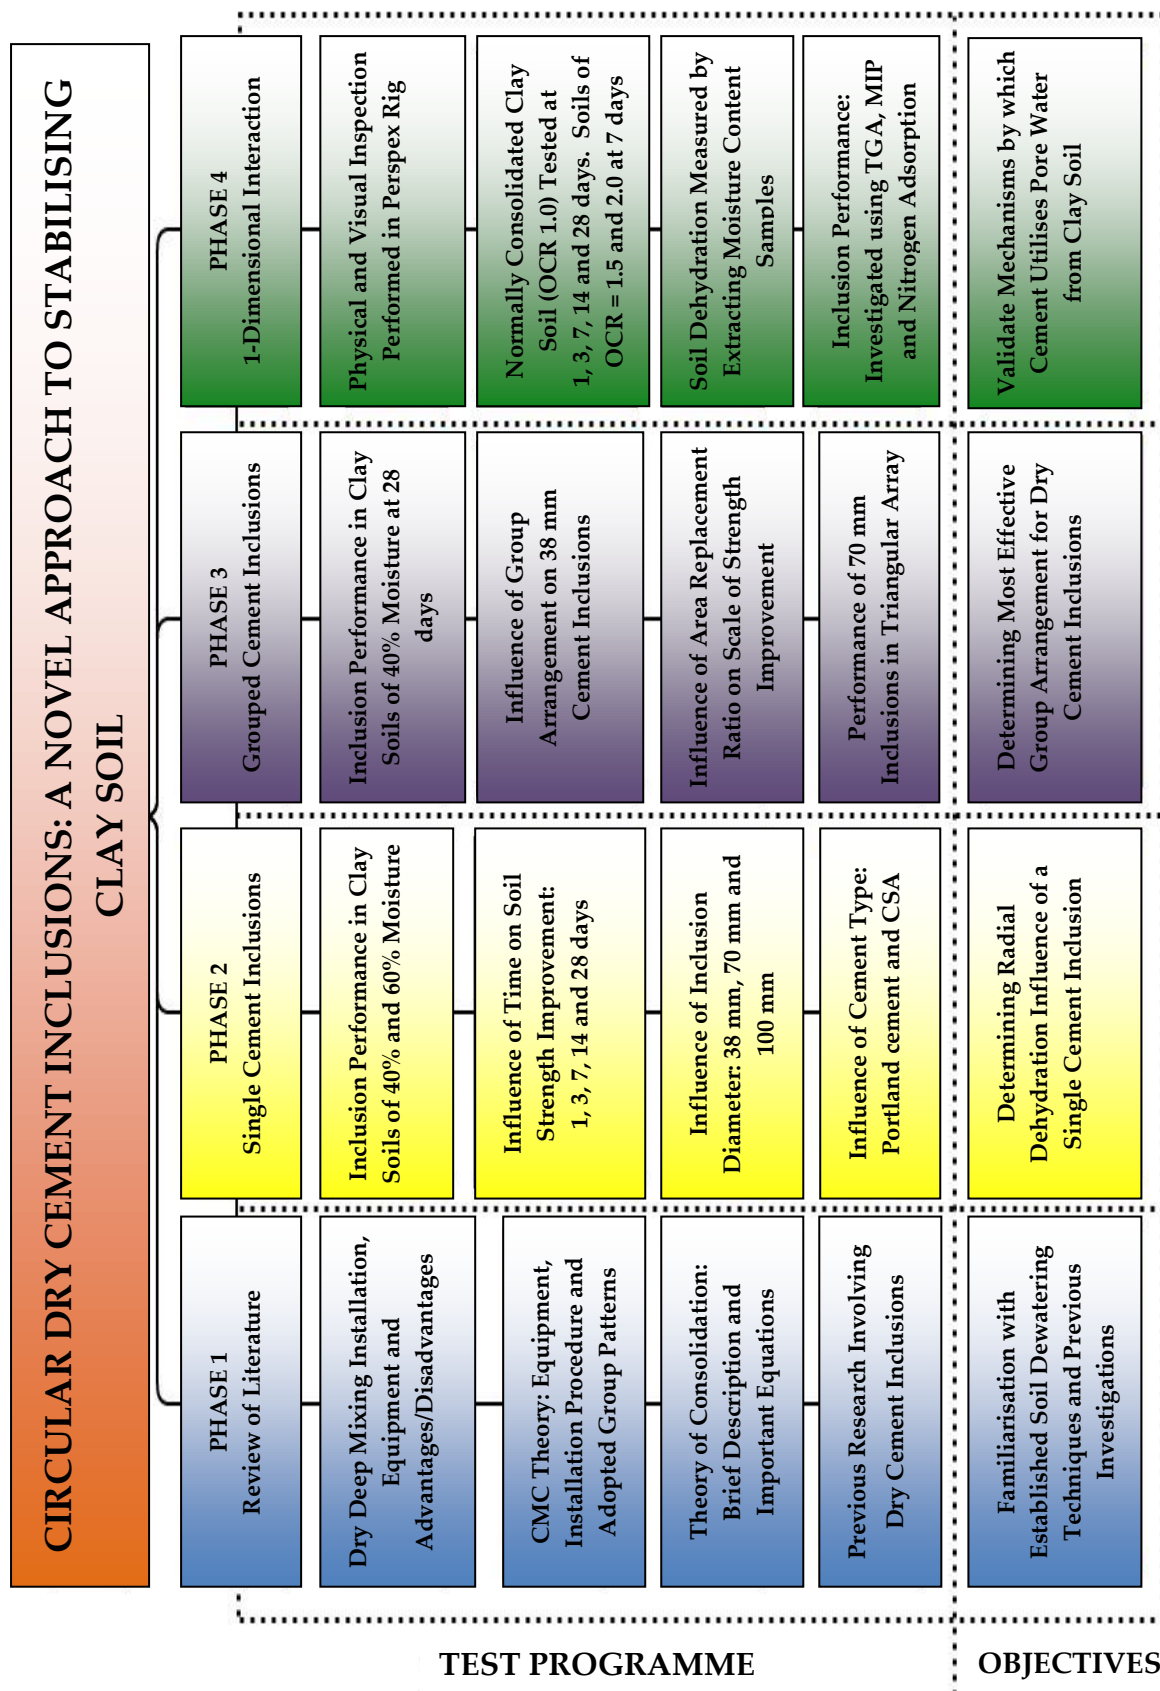 CIRCULAR DRY CEMENT INCLUSIONS: A NOVEL APPROACH TO STABILISING
CLAY SOIL
PHASE 1
Review of Literature
Dry Deep Mixing Installation,
Equipment and
Advantages/Disadvantages
CMC Theory: Equipment,
Installation Procedure and
Adopted Group Patterns
Theory of Consolidation:
Brief Description and
Important Equations
Previous Research Involving
Dry Cement Inclusions
Familiarisation with
Established Soil Dewatering
Techniques and Previous
Investigations
PHASE 2
Single Cement Inclusions
Inclusion Performance in Clay
Soils of 40% and 60% Moisture
Influence of Time on Soil
Strength Improvement:
1, 3, 7, 14 and 28 days
Influence of Inclusion
Diameter: 38 mm, 70 mm and
100 mm
Influence of Cement Type:
Portland cement and CSA
Determining Radial
Dehydration Influence of a
Single Cement Inclusion
PHASE 3
Grouped Cement Inclusions
Inclusion Performance in Clay
Soils of 40% Moisture at 28
days
Influence of Group
Arrangement on 38 mm
Cement Inclusions
Influence of Area Replacement
Ratio on Scale of Strength
Improvement
Performance of 70 mm
Inclusions in Triangular Array
Determining Most Effective
Group Arrangement for Dry
Cement Inclusions
PHASE 4
1-Dimensional Interaction
Physical and Visual Inspection
Performed in Perspex Rig
Normally Consolidated Clay
Soil (OCR 1.0) Tested at
1, 3, 7, 14 and 28 days. Soils of
OCR = 1.5 and 2.0 at 7 days
Soil Dehydration Measured by
Extracting Moisture Content
Samples
Inclusion Performance:
Investigated using TGA, MIP
and Nitrogen Adsorption
Validate Mechanisms by which
Cement Utilises Pore Water
from Clay Soil
TEST PROGRAMME
OBJECTIVES